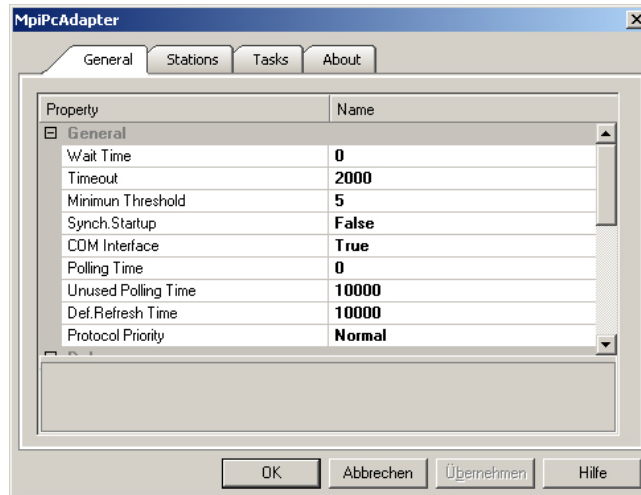 MpiPcAdapter
General Stations Tasks About
Property Name
General
Wait Time 0
Timeout 2000
Minimun Threshold 5
Synch.Startup False
COM Interface True
Polling Time 0
Unused Polling Time 10000
Def.Refresh Time 10000
Protocol Priority Normal
OK Abbrechen Übernehmen Hilfe